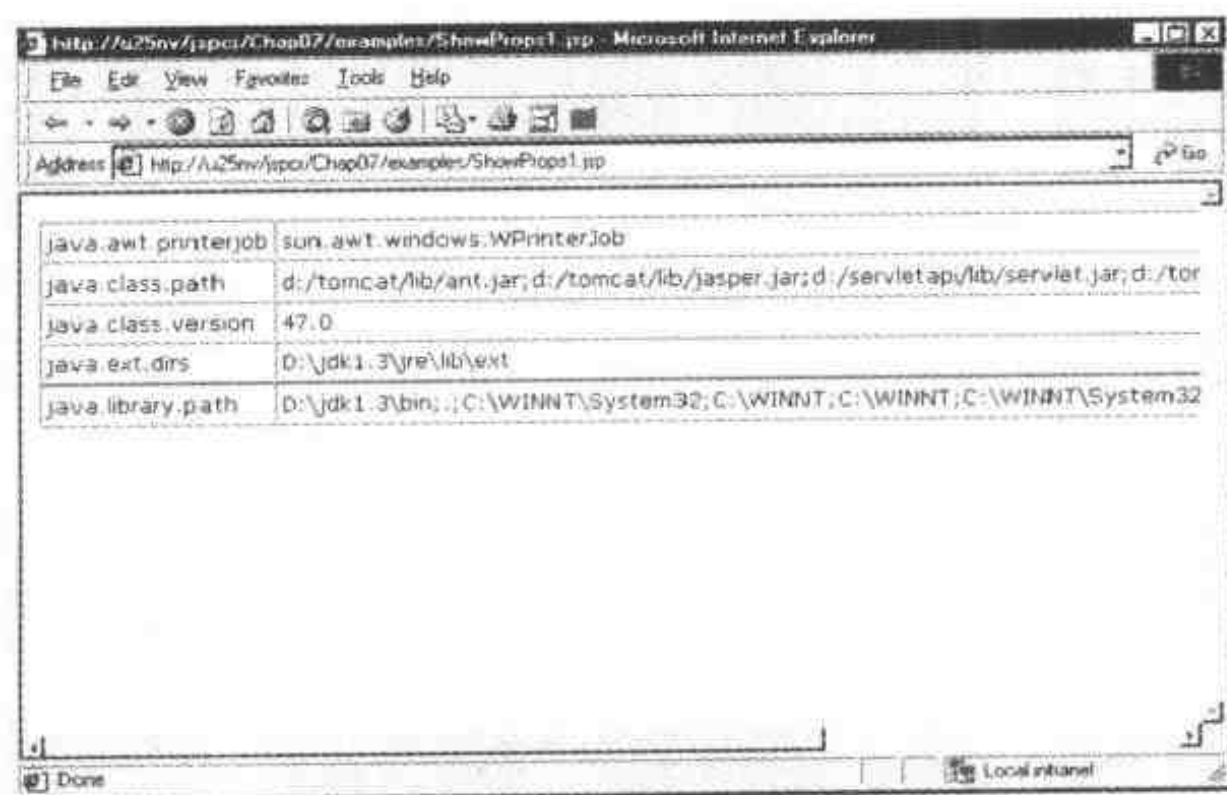 http://u25nv/jspcr/Chap07/examples/ShowProps1.jsp - Microsoft Internet Explorer
File Edit View Favorites Tools Help
Address http://u25nv/jspcr/Chap07/examples/ShowProps1.jsp Go
java.awt.printerjob sun.awt.windows.WPrinterJob
java.class.path d:/tomcat/lib/ant.jar;d:/tomcat/lib/jasper.jar;d:/servletapi/lib/servlet.jar;d:/tor
java.class.version 47.0
java.ext.dirs D:\jdk1.3\jre\lib\ext
java.library.path D:\jdk1.3\bin;.;C:\WINNT\System32;C:\WINNT;C:\WINNT;C:\WINNT\System32
Done Local intranet